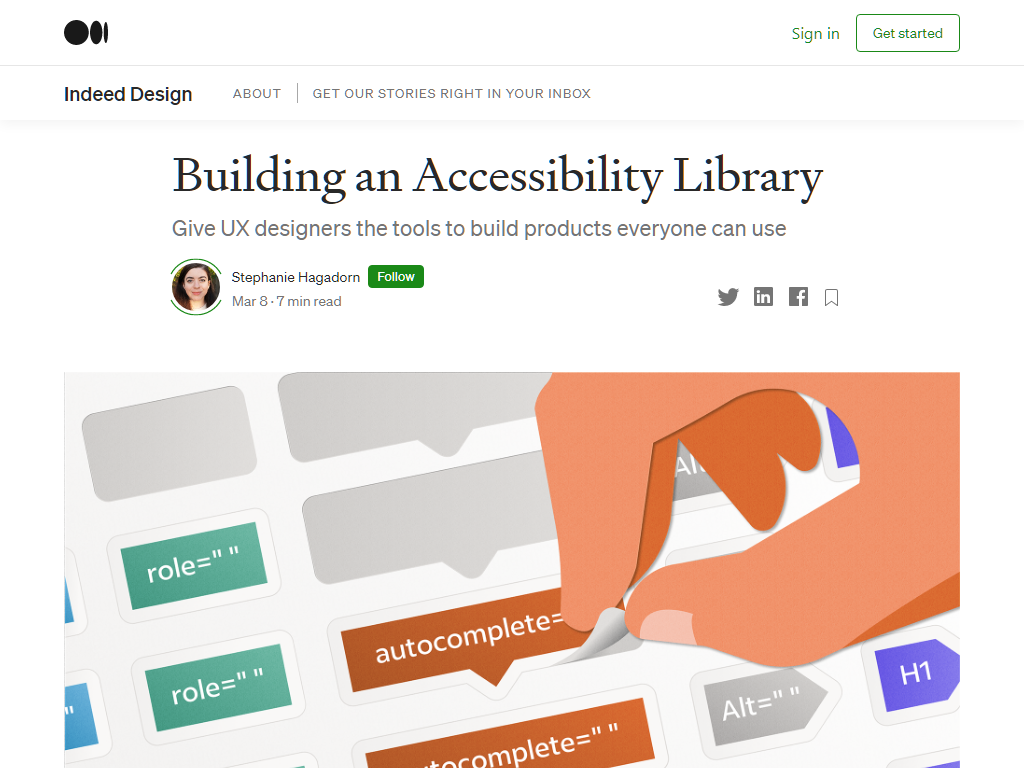 Sign in
Get started
Indeed Design
ABOUT
GET OUR STORIES RIGHT IN YOUR INBOX
Building an Accessibility Library
Give UX designers the tools to build products everyone can use
Stephanie Hagadorn
Follow
Mar 8 · 7 min read
role=" "
autocomplete=
role=" "
Alt=" "
H1
autocomplete=" "